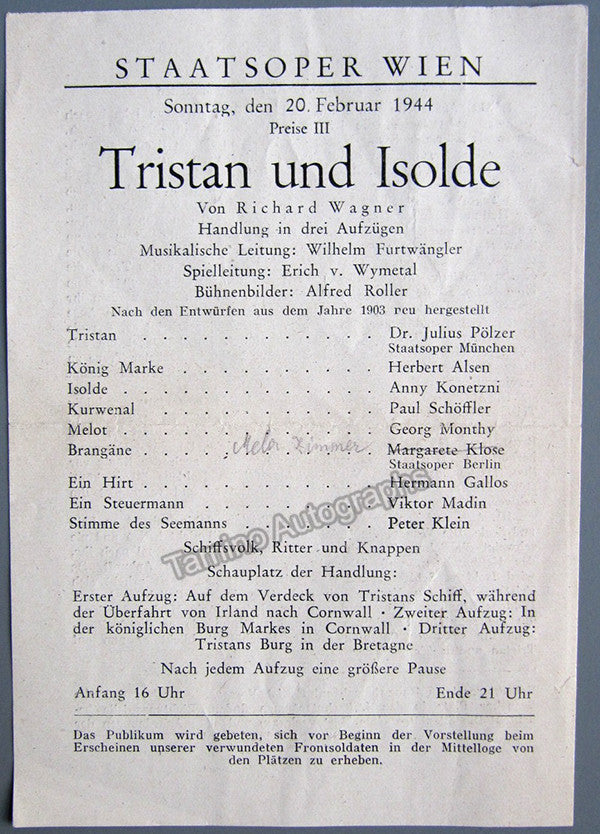 STAATSOPER WIEN
Sonntag, den 20. Februar 1944
Preise III
Tristan und Isolde
Von Richard Wagner
Handlung in drei Aufzügen
Musikalische Leitung: Wilhelm Furtwängler
Spielleitung: Erich v. Wymetal
Bühnenbilder: Alfred Roller
Nach den Entwürfen aus dem Jahre 1903 neu hergestellt
Tristan . . . . . . . . . . . . Dr. Julius Pölzer
Staatsoper München
König Marke . . . . . . . . . . Herbert Alsen
Isolde . . . . . . . . . . . . . Anny Konetzni
Kurwenal . . . . . . . . . . . Paul Schöffler
Melot . . . . . . . . . . . . . Georg Monthy
Brangäne . . . . . Zimmer Margarete Klose
Staatsoper Berlin
Ein Hirt . . . . . . . . . . . . Hermann Gallos
Ein Steuermann . . . . . . . . . Viktor Madin
Stimme des Seemanns . . . . . . . Peter Klein
Schiffsvolk, Ritter und Knappen
Schauplatz der Handlung:
Erster Aufzug: Auf dem Verdeck von Tristans Schiff, während
der Überfahrt von Irland nach Cornwall · Zweiter Aufzug: In
der königlichen Burg Markes in Cornwall · Dritter Aufzug:
Tristans Burg in der Bretagne
Nach jedem Aufzug eine größere Pause
Anfang 16 Uhr Ende 21 Uhr
Das Publikum wird gebeten, sich vor Beginn der Vorstellung beim
Erscheinen unserer verwundeten Frontsoldaten in der Mittelloge von
den Plätzen zu erheben.
Tamino Autographs